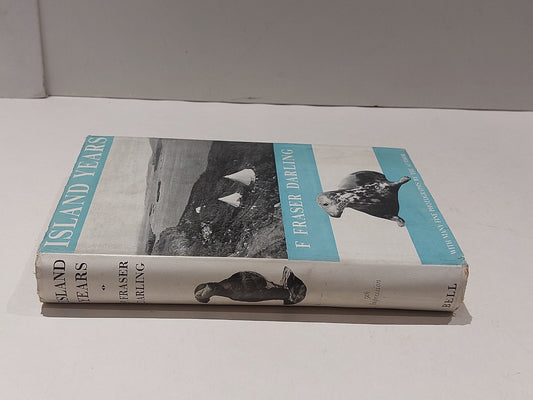 ISLAND YEARS
F FRASER DARLING
ISLAND
YEARS
FRASER
DARLING
BELL